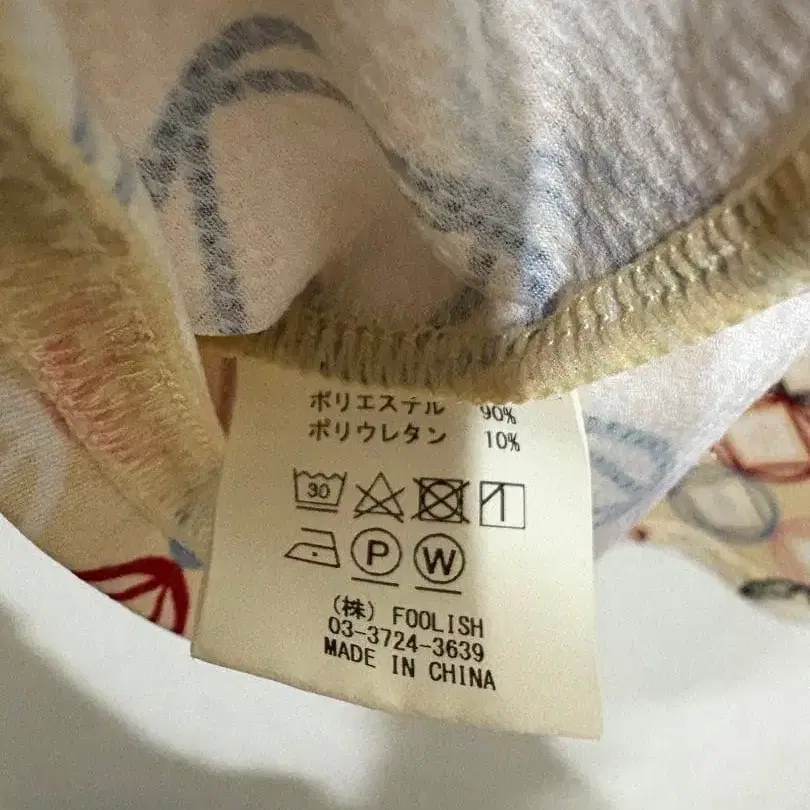 ポリエステル 90%
ポリウレタン 10%
30
P W
(株) FOOLISH
03-3724-3639
MADE IN CHINA